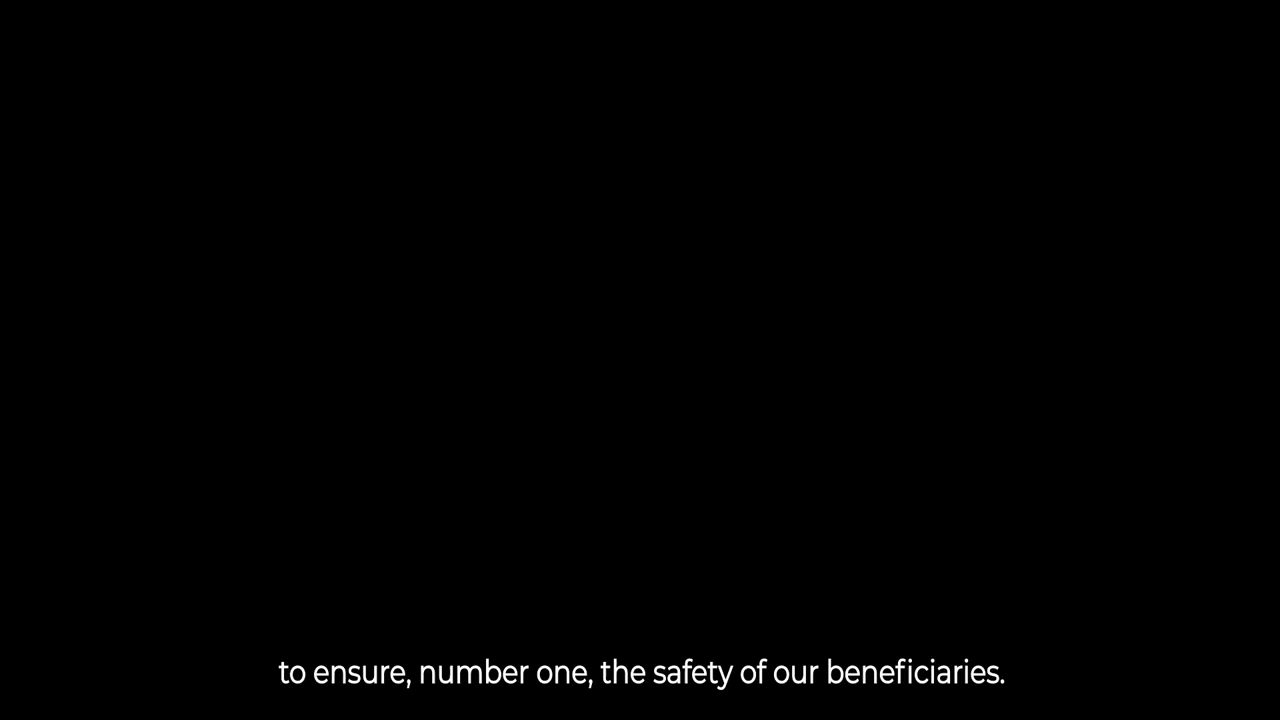 to ensure, number one, the safety of our beneficiaries.